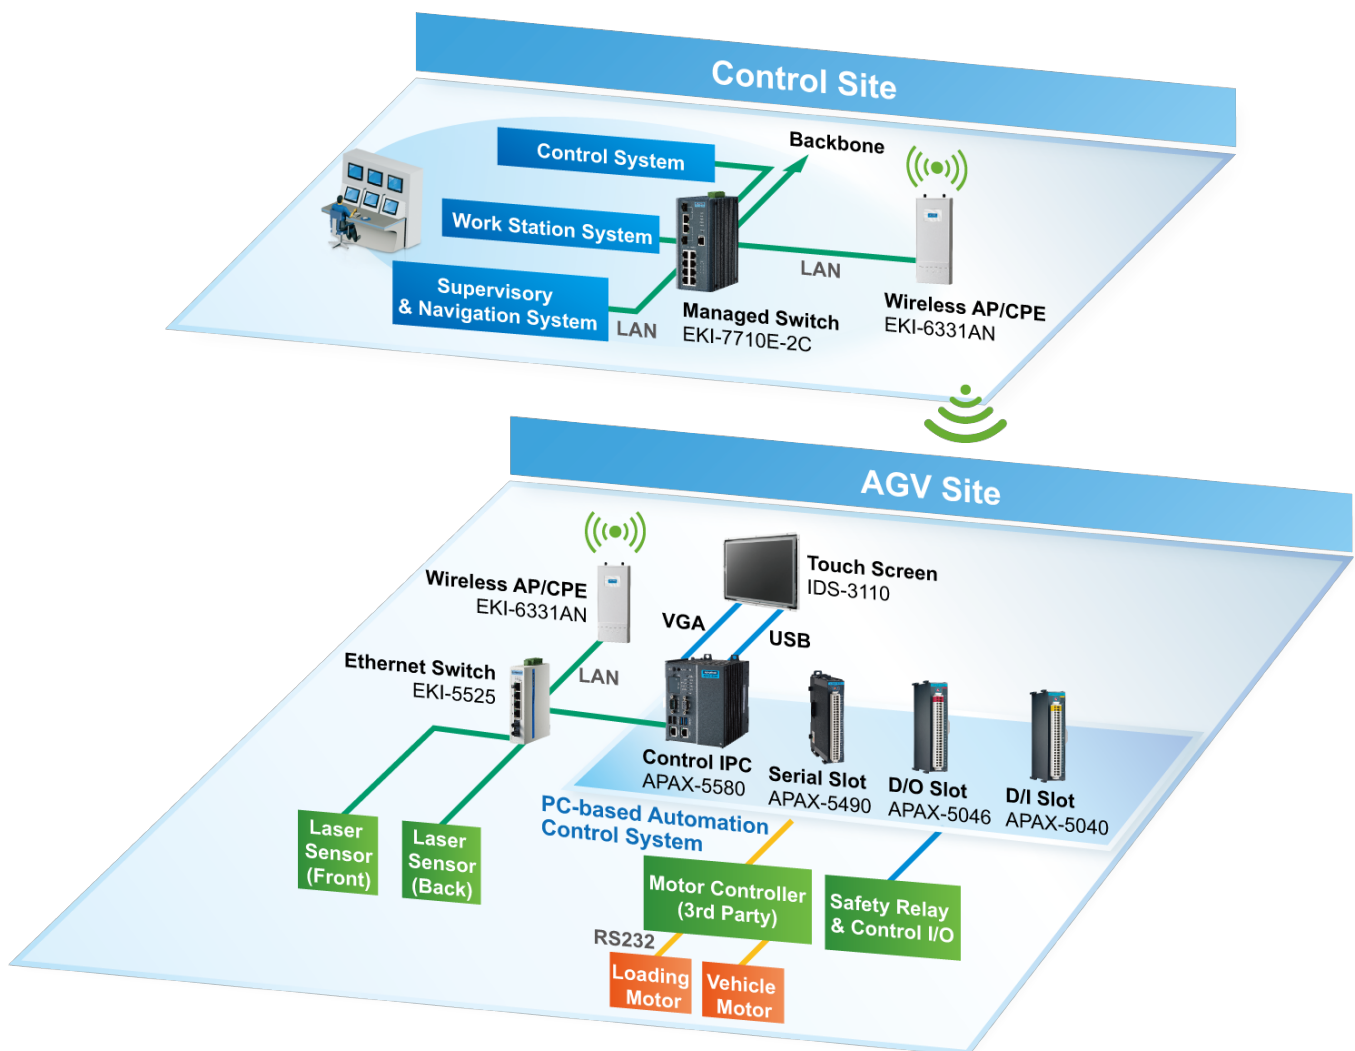 Control Site
Backbone
Control System
Work Station System
LAN
Supervisory
& Navigation System
LAN
Managed Switch
EKI-7710E-2C
Wireless AP/CPE
EKI-6331AN
AGV Site
Wireless AP/CPE
EKI-6331AN
Touch Screen
IDS-3110
VGA
USB
Ethernet Switch
EKI-5525
LAN
Control IPC
APAX-5580
Serial Slot
APAX-5490
D/O Slot
APAX-5046
D/I Slot
APAX-5040
PC-based Automation
Control System
Laser
Sensor
(Front)
Laser
Sensor
(Back)
Motor Controller
(3rd Party)
Safety Relay
& Control I/O
RS232
Loading
Motor
Vehicle
Motor